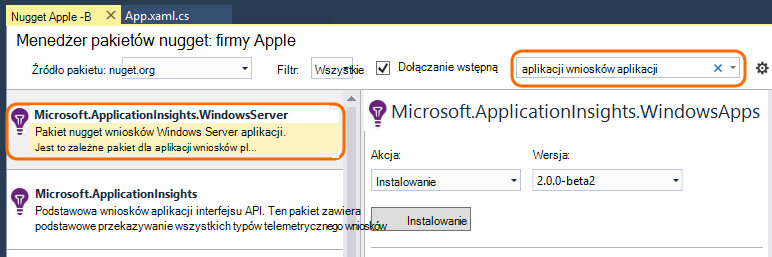 Nugget Apple -B
App.xaml.cs
Menedżer pakietów nuget: firmy Apple
Źródło pakietu: nuget.org
Filtr:
Wszystkie
Dołączanie wstępną
aplikacji wniosków aplikacji
Microsoft.ApplicationInsights.WindowsServer
Pakiet nugget wniosków Windows Server aplikacji.
Jest to zależne pakiet dla aplikacji wniosków pl...
Microsoft.ApplicationInsights
Podstawowa wniosków aplikacji interfejsu API. Ten pakiet zawiera
podstawowe przekazywanie wszystkich typów telemetrycznego wniosków
Microsoft.ApplicationInsights.WindowsApps
Akcja:
Wersja:
Instalowanie
2.0.0-beta2
Instalowanie